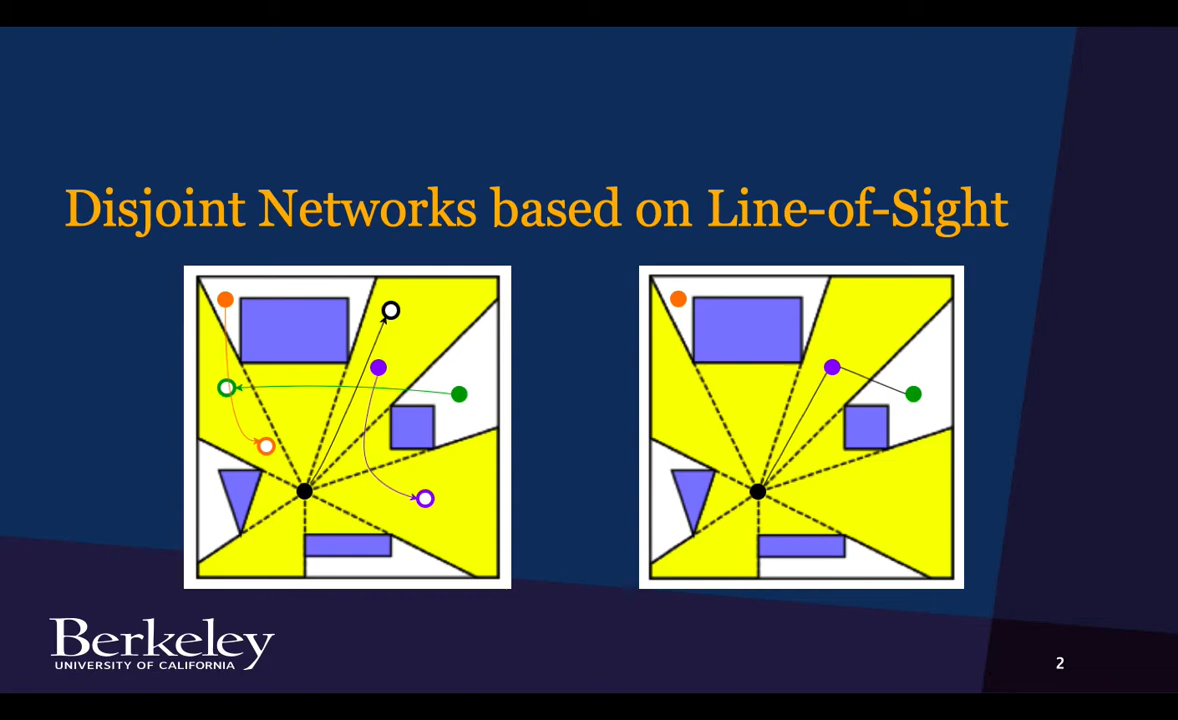 Disjoint Networks based on Line-of-Sight
Berkeley
UNIVERSITY OF CALIFORNIA
2